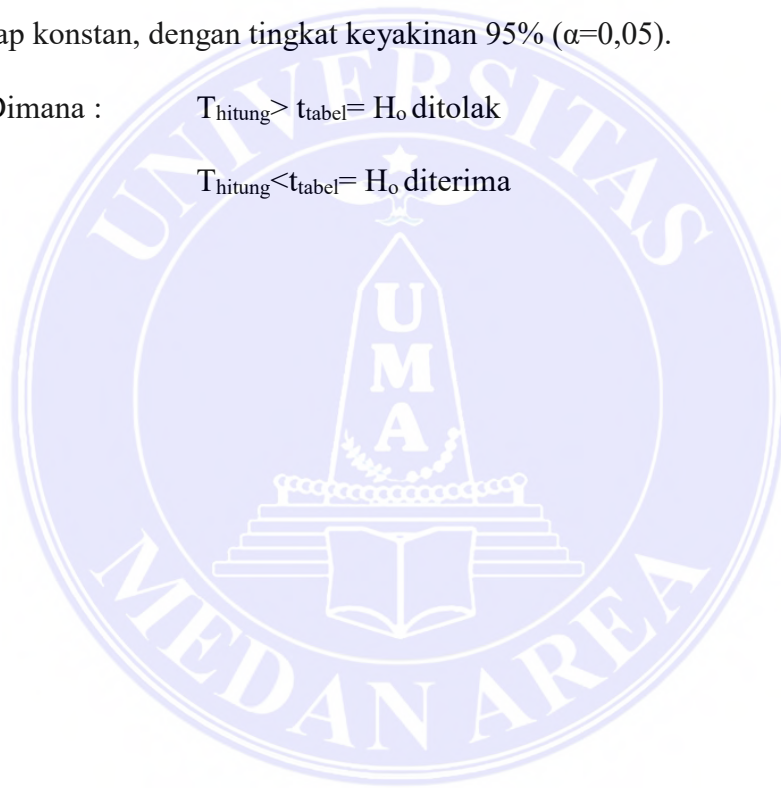 ap konstan, dengan tingkat keyakinan 95% (α=0,05).
Dimana : Thitung> ttabel= Ho ditolak
Thitung<ttabel= Ho diterima
UNIVERSITAS
UMA
MEDAN AREA